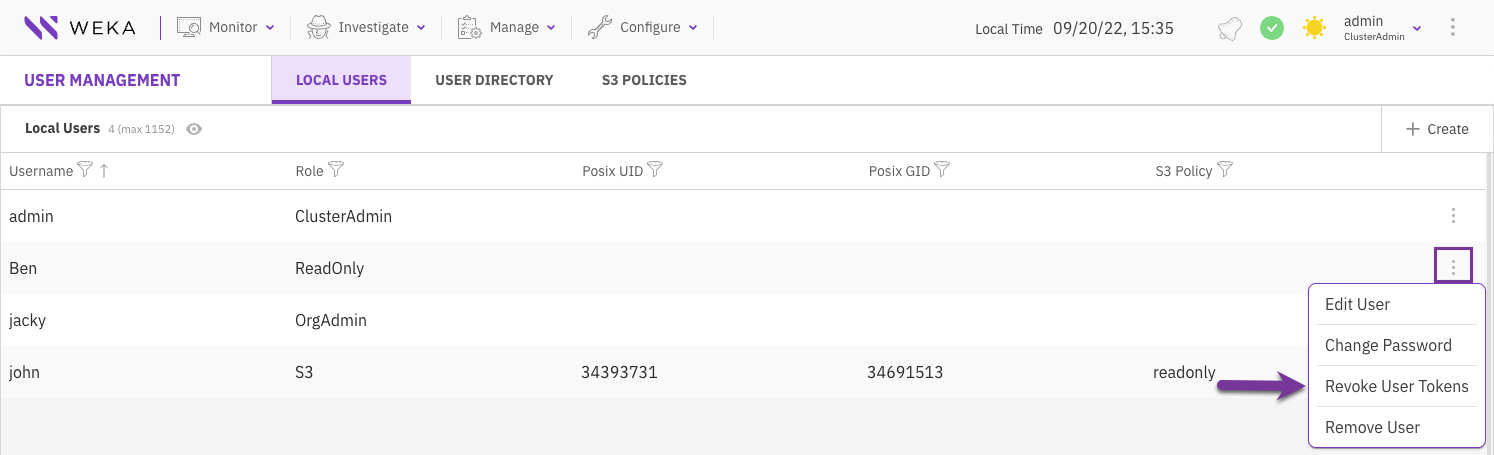 WEKA Monitor Investigate Manage Configure Local Time 09/20/22, 15:35 admin
ClusterAdmin
USER MANAGEMENT LOCAL USERS USER DIRECTORY S3 POLICIES
Local Users 4 (max 1152) Create
Username Role Posix UID Posix GID S3 Policy
admin ClusterAdmin
Ben ReadOnly
jacky OrgAdmin
john S3 34393731 34691513 readonly
Edit User
Change Password
Revoke User Tokens
Remove User